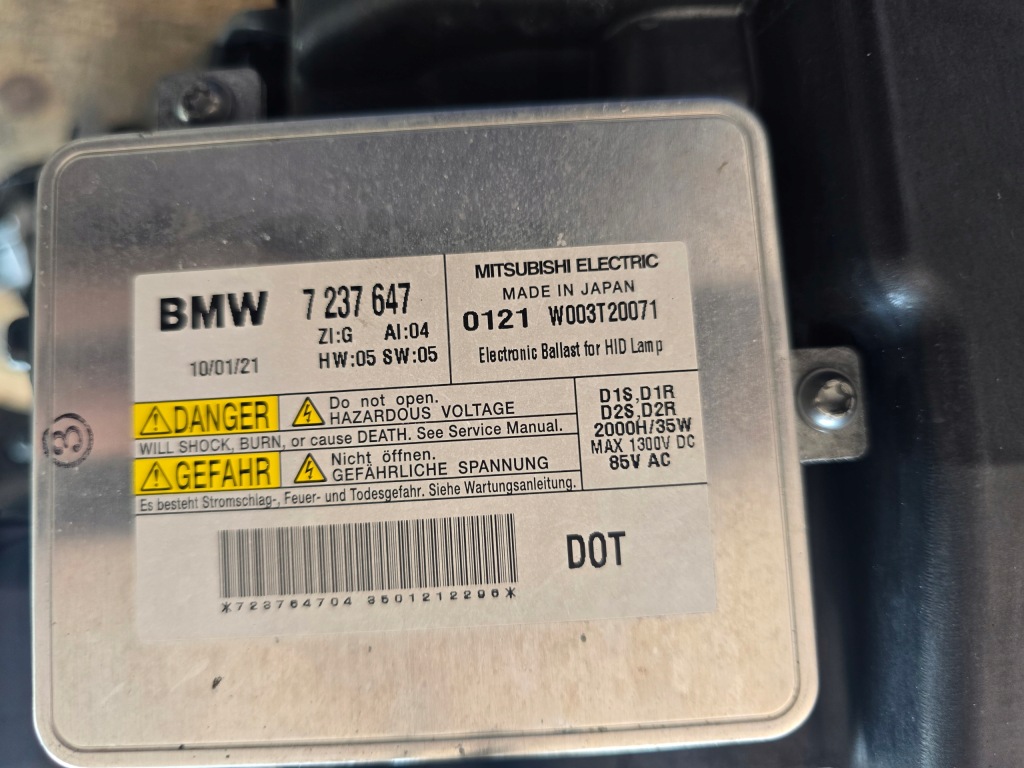 BMW 7 237 647
ZI:G AI:04
10/01/21 HW:05 SW:05
MITSUBISHI ELECTRIC
MADE IN JAPAN
0121 W003T20071
Electronic Ballast for HID Lamp
DANGER
Do not open.
HAZARDOUS VOLTAGE
WILL SHOCK, BURN, or cause DEATH. See Service Manual.
GEFAHR
Nicht öffnen.
GEFÄHRLICHE SPANNUNG
Es besteht Stromschlag-, Feuer- und Todesgefahr. Siehe Wartungsanleitung.
D1S,D1R
D2S,D2R
2000H/35W
MAX 1300V DC
85V AC
*723764704 3501212296*
DOT
3